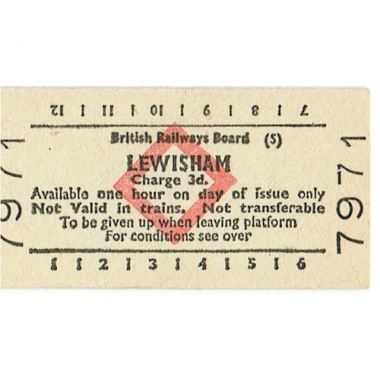 12 | 11 | 10 | 9 | 8 | 7
British Railways Board (S)
LEWISHAM
Charge 3d.
Available one hour on day of issue only
Not Valid in trains. Not transferable
To be given up when leaving platform
For conditions see over
1 | 2 | 3 | 4 | 5 | 6
7971
7971